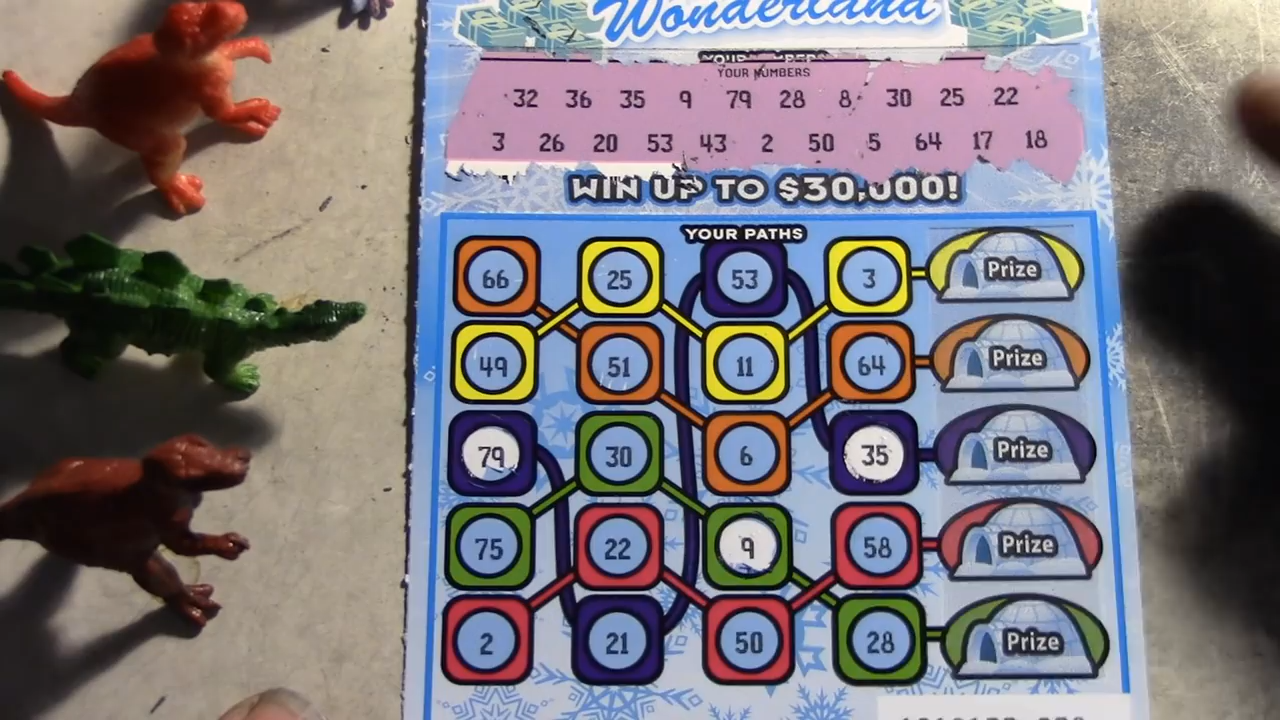 Wonderland
YOUR NUMBERS
32 36 35 9 79 28 8 30 25 22
3 26 20 53 43 2 50 5 64 17 18
WIN UP TO $30,000!
YOUR PATHS
66 25 53 3 Prize
49 51 11 64 Prize
79 30 6 35 Prize
75 22 9 58 Prize
2 21 50 28 Prize